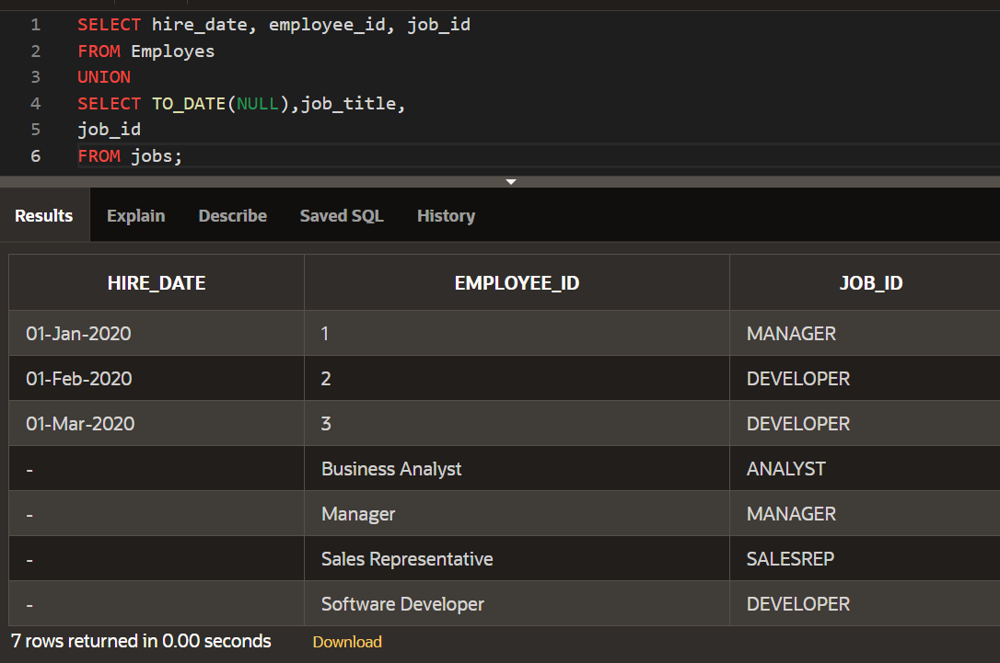 1 SELECT hire_date, employee_id, job_id
2 FROM Employes
3 UNION
4 SELECT TO_DATE(NULL),job_title,
5 job_id
6 FROM jobs;
Results Explain Describe Saved SQL History
HIRE_DATE EMPLOYEE_ID JOB_ID
01-Jan-2020 1 MANAGER
01-Feb-2020 2 DEVELOPER
01-Mar-2020 3 DEVELOPER
- Business Analyst ANALYST
- Manager MANAGER
- Sales Representative SALESREP
- Software Developer DEVELOPER
7 rows returned in 0.00 seconds Download